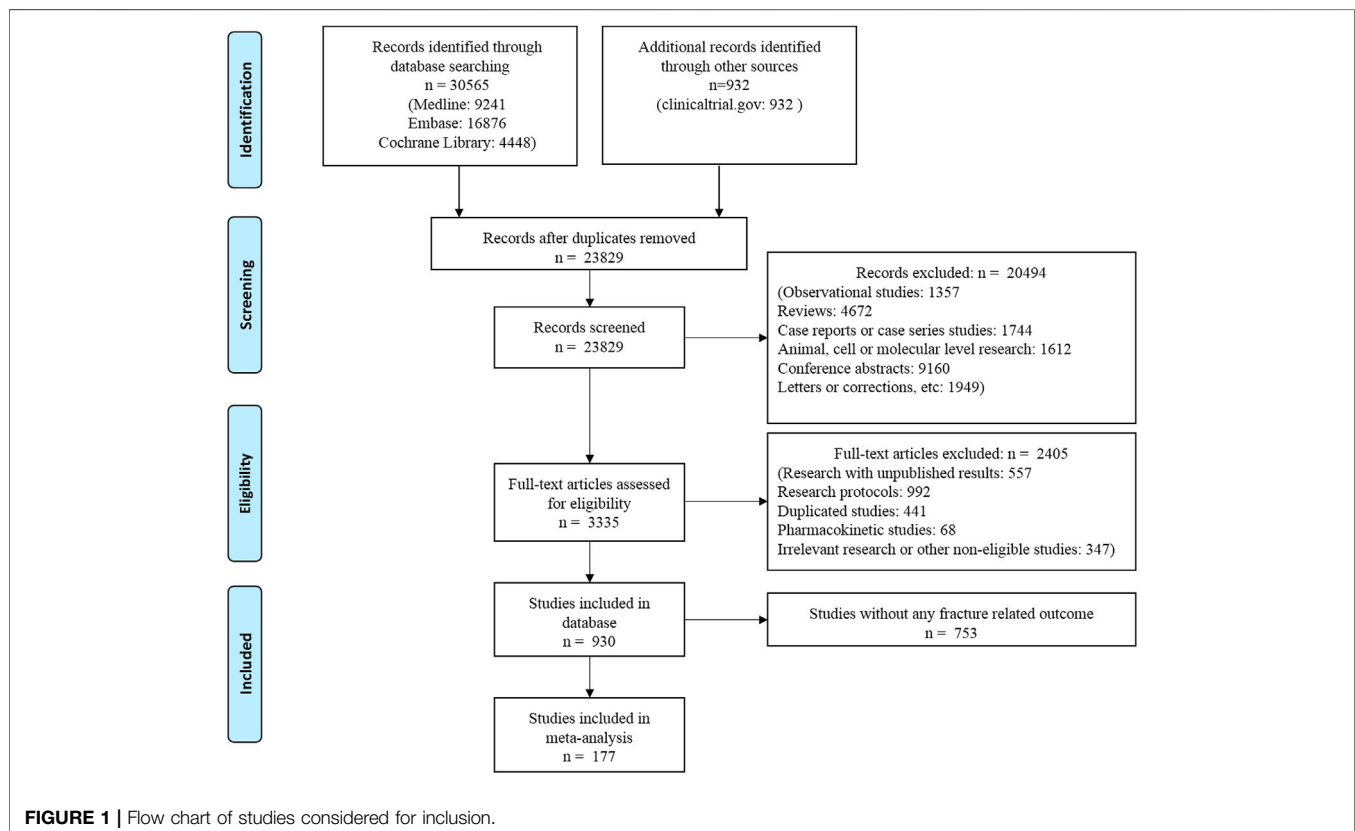 Identification
Records identified through
database searching
n = 30565
(Medline: 9241
Embase: 16876
Cochrane Library: 4448)
Additional records identified
through other sources
n=932
(clinicaltrial.gov: 932 )
Screening
Records after duplicates removed
n = 23829
Records screened
n = 23829
Records excluded: n = 20494
(Observational studies: 1357
Reviews: 4672
Case reports or case series studies: 1744
Animal, cell or molecular level research: 1612
Conference abstracts: 9160
Letters or corrections, etc: 1949)
Eligibility
Full-text articles assessed
for eligibility
n = 3335
Full-text articles excluded: n = 2405
(Research with unpublished results: 557
Research protocols: 992
Duplicated studies: 441
Pharmacokinetic studies: 68
Irrelevant research or other non-eligible studies: 347)
Included
Studies included in
database
n = 930
Studies without any fracture related outcome
n = 753
Studies included in
meta-analysis
n = 177
FIGURE 1 | Flow chart of studies considered for inclusion.